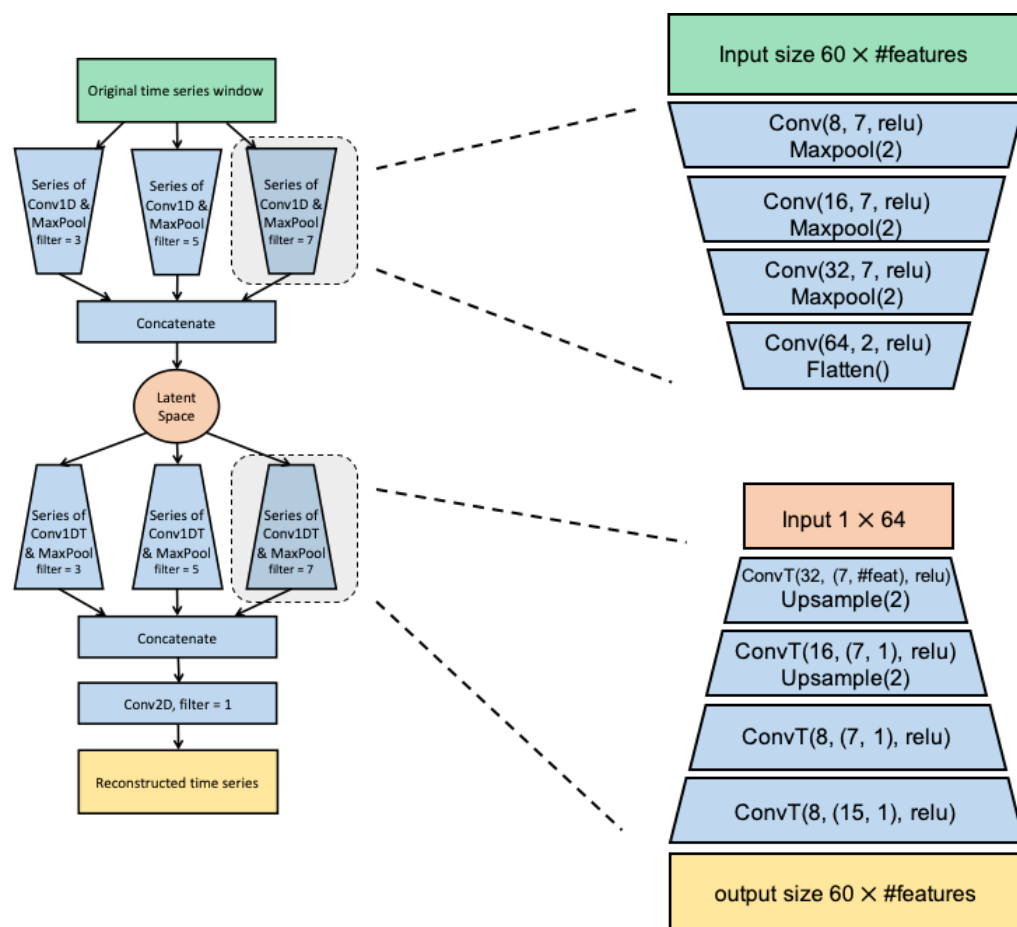 Original time series window
Series of
Conv1D &
MaxPool
filter = 3
Series of
Conv1D &
MaxPool
filter = 5
Series of
Conv1D &
MaxPool
filter = 7
Concatenate
Latent
Space
Series of
Conv1DT
& MaxPool
filter = 3
Series of
Conv1DT
& MaxPool
filter = 5
Series of
Conv1DT
& MaxPool
filter = 7
Concatenate
Conv2D, filter = 1
Reconstructed time series
Input size 60 × #features
Conv(8, 7, relu)
Maxpool(2)
Conv(16, 7, relu)
Maxpool(2)
Conv(32, 7, relu)
Maxpool(2)
Conv(64, 2, relu)
Flatten()
Input 1 × 64
ConvT(32, (7, #feat), relu)
Upsample(2)
ConvT(16, (7, 1), relu)
Upsample(2)
ConvT(8, (7, 1), relu)
ConvT(8, (15, 1), relu)
output size 60 × #features